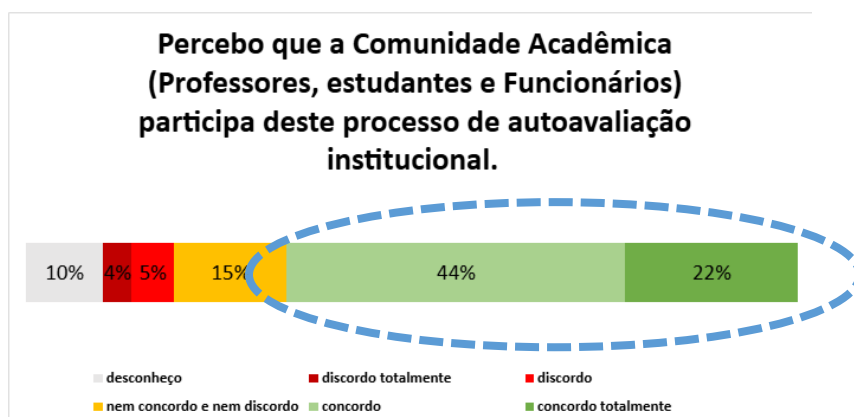 Percebo que a Comunidade Acadêmica
(Professores, estudantes e Funcionários)
participa deste processo de autoavaliação
institucional.
10% 4% 5% 15% 44% 22%
desconheço discordo totalmente discordo
nem concordo e nem discordo concordo concordo totalmente